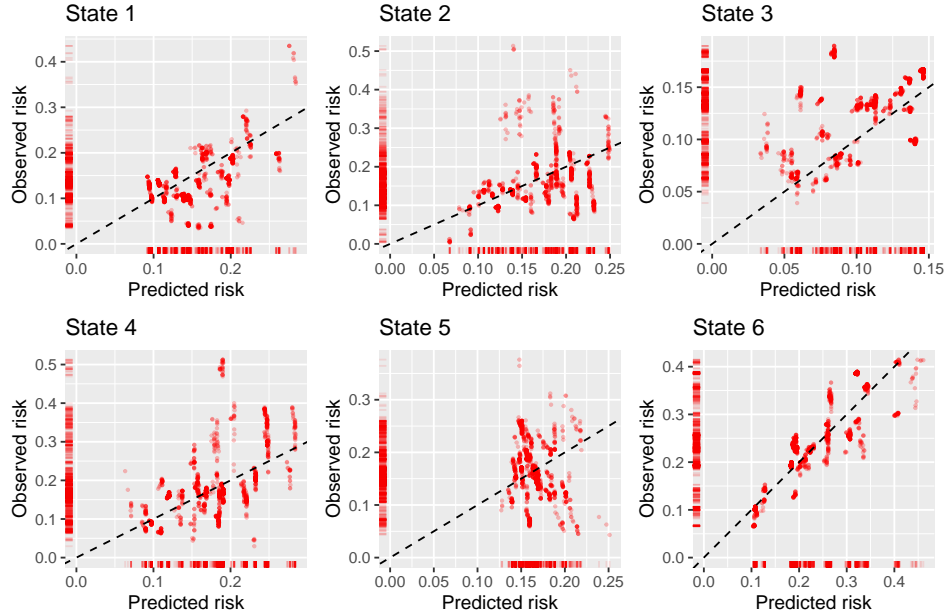 State 1
Observed risk
0.4
0.3
0.2
0.1
0.0
0.0 0.1 0.2
Predicted risk
State 2
Observed risk
0.5
0.4
0.3
0.2
0.1
0.0
0.00 0.05 0.10 0.15 0.20 0.25
Predicted risk
State 3
Observed risk
0.15
0.10
0.05
0.00
0.00 0.05 0.10 0.15
Predicted risk
State 4
Observed risk
0.5
0.4
0.3
0.2
0.1
0.0
0.0 0.1 0.2
Predicted risk
State 5
Observed risk
0.3
0.2
0.1
0.0
0.00 0.05 0.10 0.15 0.20 0.25
Predicted risk
State 6
Observed risk
0.4
0.3
0.2
0.1
0.0
0.0 0.1 0.2 0.3 0.4
Predicted risk